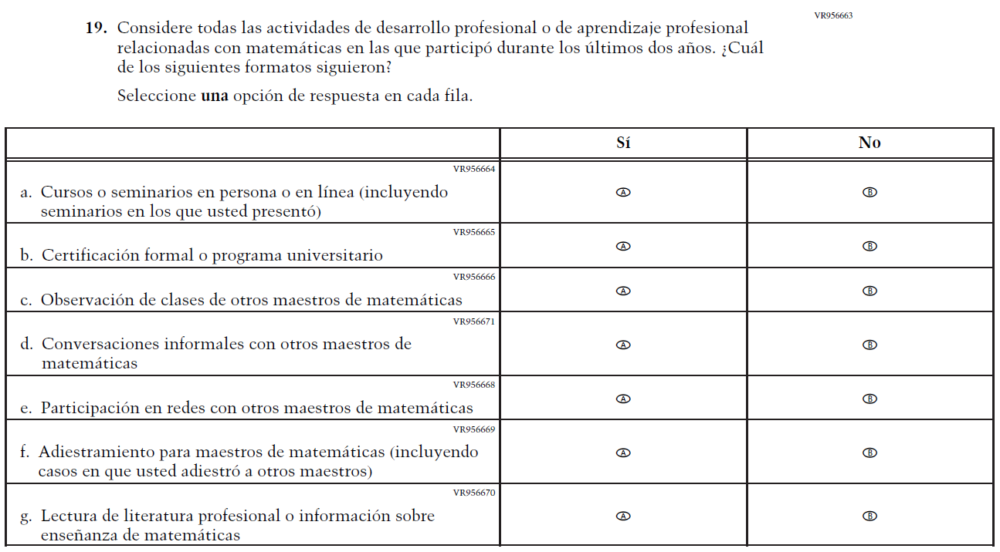 VR956663
19. Considere todas las actividades de desarrollo profesional o de aprendizaje profesional
relacionadas con matemáticas en las que participó durante los últimos dos años. ¿Cuál
de los siguientes formatos siguieron?
Seleccione una opción de respuesta en cada fila.
Sí No
VR956664
a. Cursos o seminarios en persona o en línea (incluyendo
seminarios en los que usted presentó)
A B
VR956665
b. Certificación formal o programa universitario
A B
VR956666
c. Observación de clases de otros maestros de matemáticas
A B
VR956671
d. Conversaciones informales con otros maestros de
matemáticas
A B
VR956668
e. Participación en redes con otros maestros de matemáticas
A B
VR956669
f. Adiestramiento para maestros de matemáticas (incluyendo
casos en que usted adiestró a otros maestros)
A B
VR956670
g. Lectura de literatura profesional o información sobre
enseñanza de matemáticas
A B